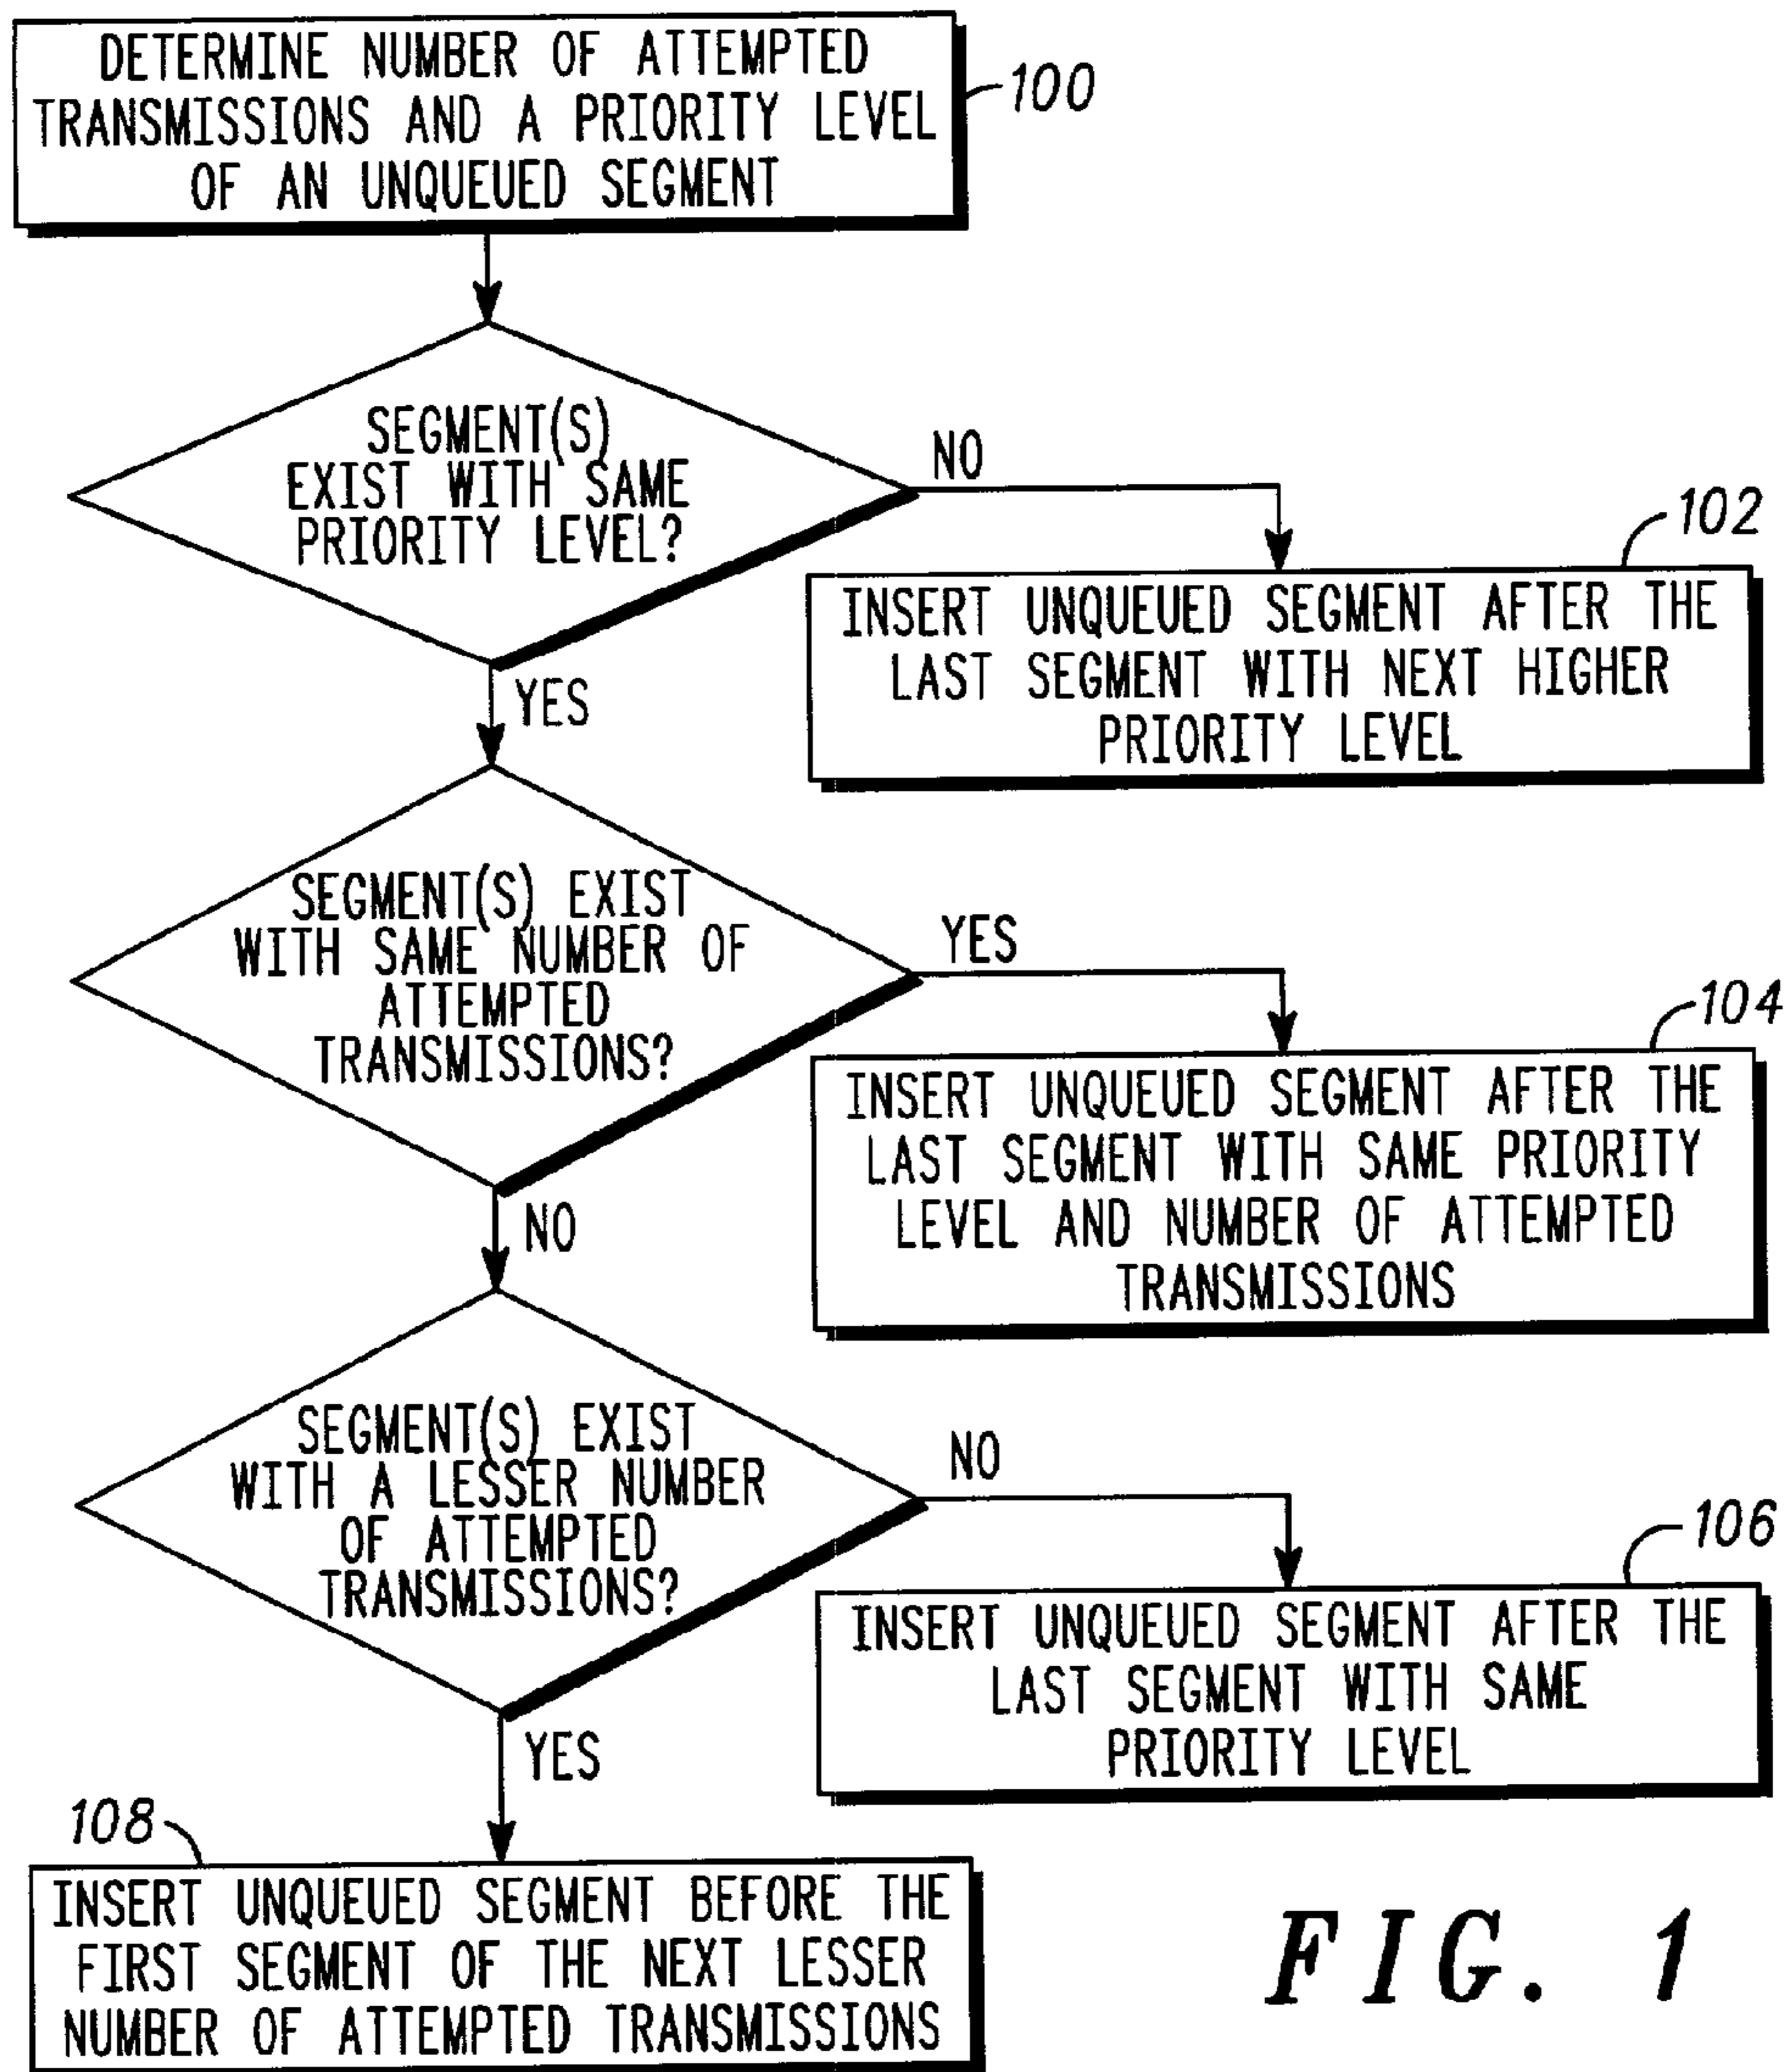 DETERMINE NUMBER OF ATTEMPTED
TRANSMISSIONS AND A PRIORITY LEVEL
OF AN UNQUEUED SEGMENT
100
SEGMENT(S)
EXIST WITH SAME
PRIORITY LEVEL?
NO
102
INSERT UNQUEUED SEGMENT AFTER THE
LAST SEGMENT WITH NEXT HIGHER
PRIORITY LEVEL
YES
SEGMENT(S) EXIST
WITH SAME NUMBER OF
ATTEMPTED
TRANSMISSIONS?
YES
104
INSERT UNQUEUED SEGMENT AFTER THE
LAST SEGMENT WITH SAME PRIORITY
LEVEL AND NUMBER OF ATTEMPTED
TRANSMISSIONS
NO
SEGMENT(S) EXIST
WITH A LESSER NUMBER
OF ATTEMPTED
TRANSMISSIONS?
NO
106
INSERT UNQUEUED SEGMENT AFTER THE
LAST SEGMENT WITH SAME
PRIORITY LEVEL
YES
108
INSERT UNQUEUED SEGMENT BEFORE THE
FIRST SEGMENT OF THE NEXT LESSER
NUMBER OF ATTEMPTED TRANSMISSIONS
FIG. 1